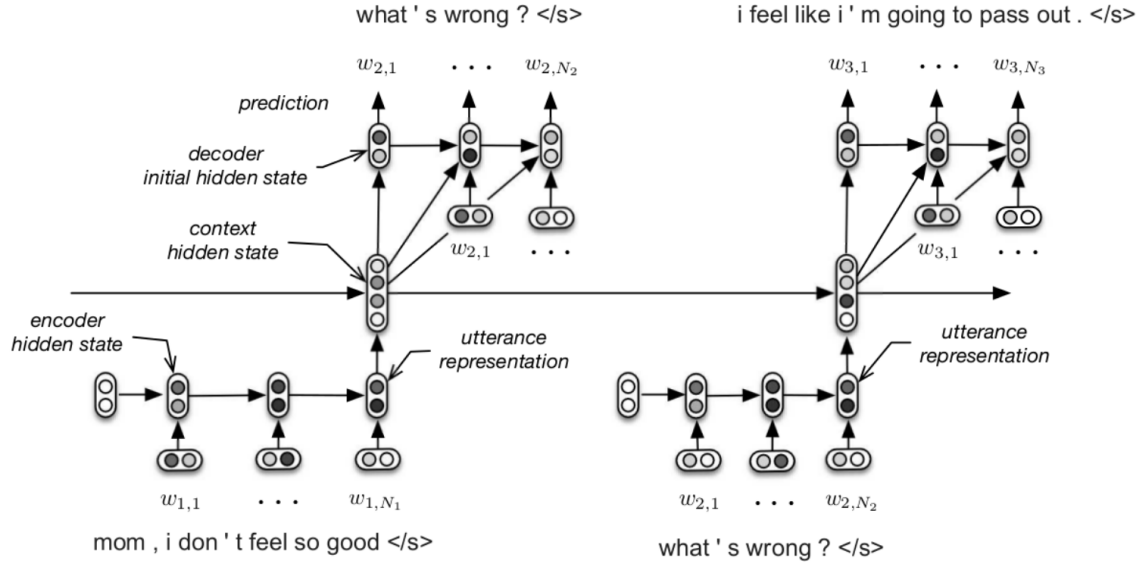 what ' s wrong ? </s>
i feel like i ' m going to pass out . </s>
w2,1 · · · w2,N2
w3,1 · · · w3,N3
prediction
decoder
initial hidden state
context
hidden state
w2,1 · · ·
w3,1 · · ·
encoder
hidden state
utterance
representation
utterance
representation
w1,1 · · · w1,N1
w2,1 · · · w2,N2
mom , i don ' t feel so good </s>
what ' s wrong ? </s>